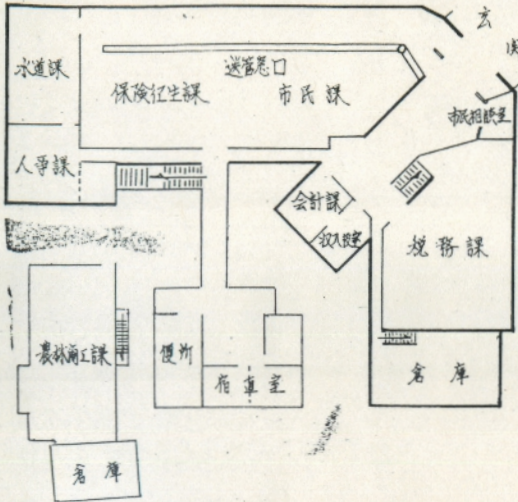 玄関
水道課
保険衛生課
送信窓口
市民課
市民相談室
人事課
会計課
収入役室
税務課
農林商工課
便所
宿直室
倉庫
倉庫